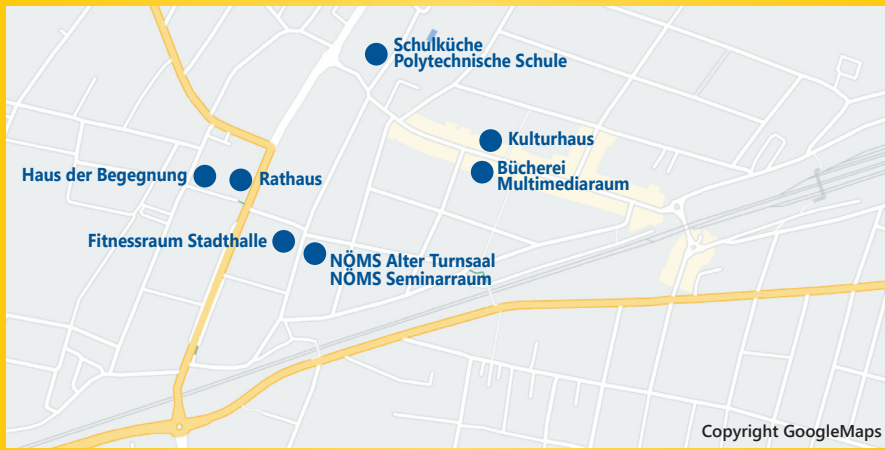 Schulküche
Polytechnische Schule
Kulturhaus
Bücherei
Multimediaraum
Haus der Begegnung
Rathaus
Fitnessraum Stadthalle
NÖMS Alter Turnsaal
NÖMS Seminarraum
Copyright GoogleMaps